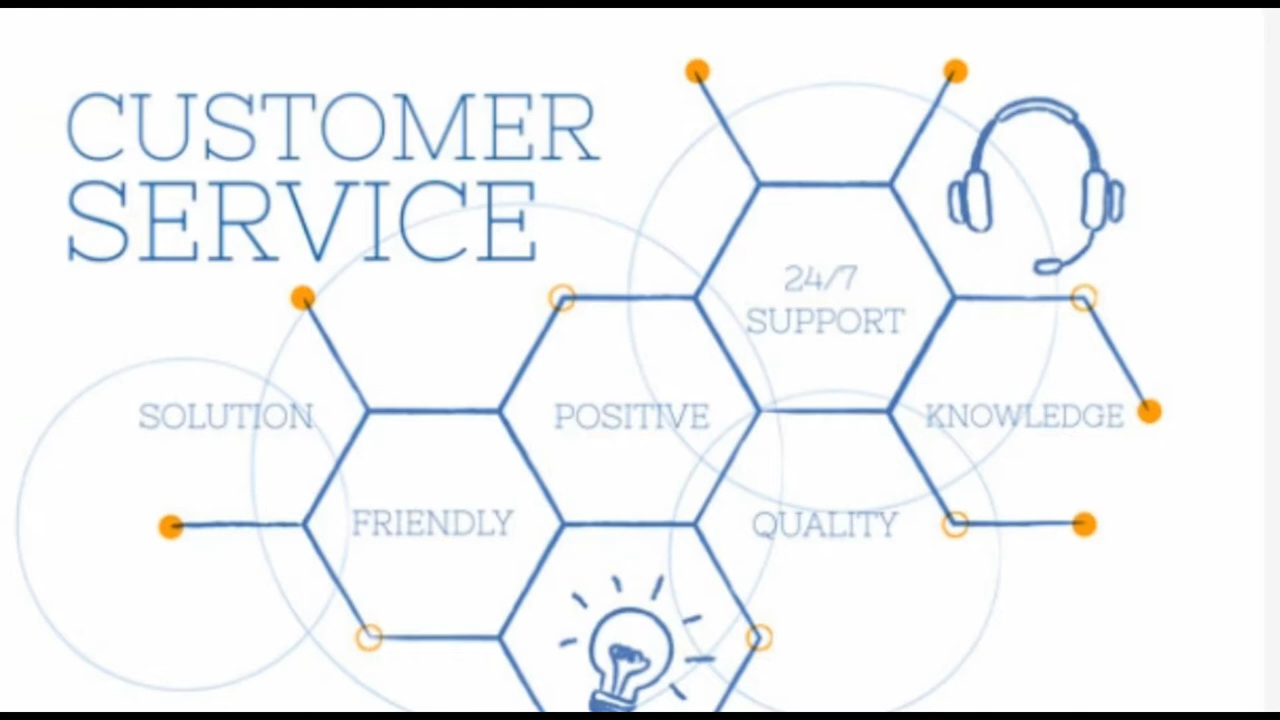 CUSTOMER
SERVICE
24/7
SUPPORT
SOLUTION
POSITIVE
KNOWLEDGE
FRIENDLY
QUALITY